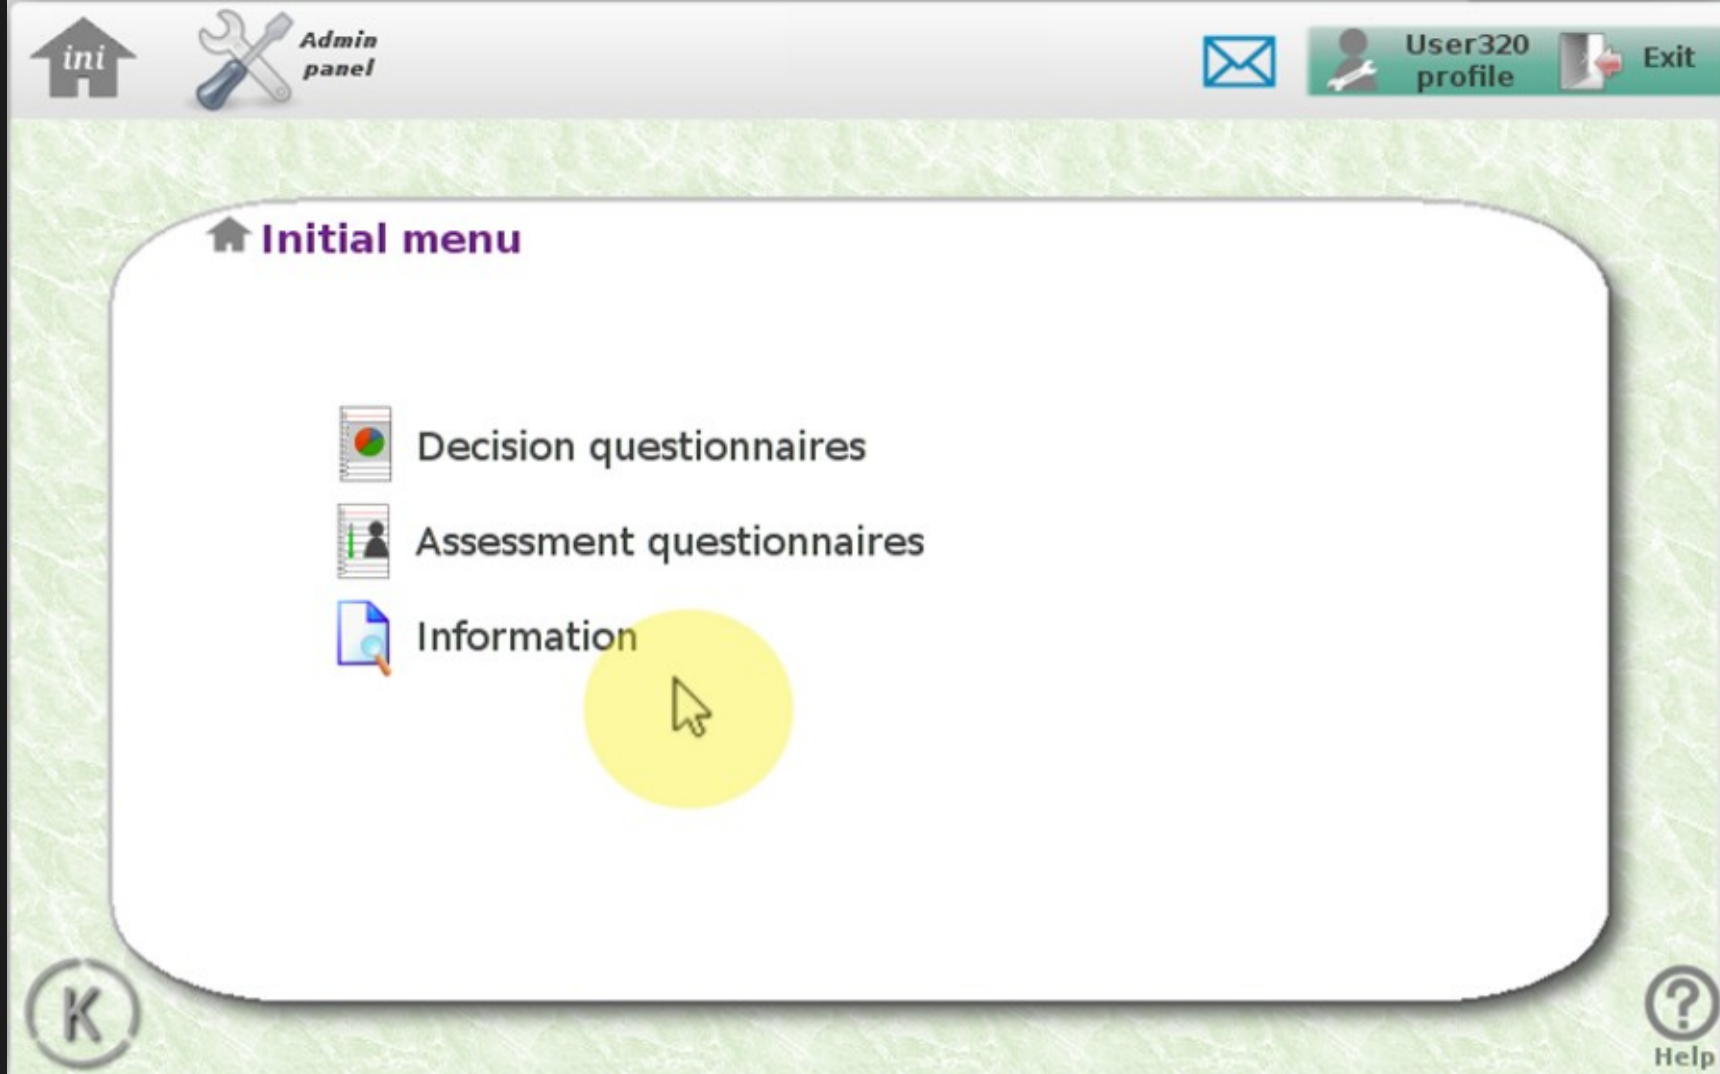 ini
Admin
panel
User320
profile
Exit
Initial menu
Decision questionnaires
Assessment questionnaires
Information
K
?
Help